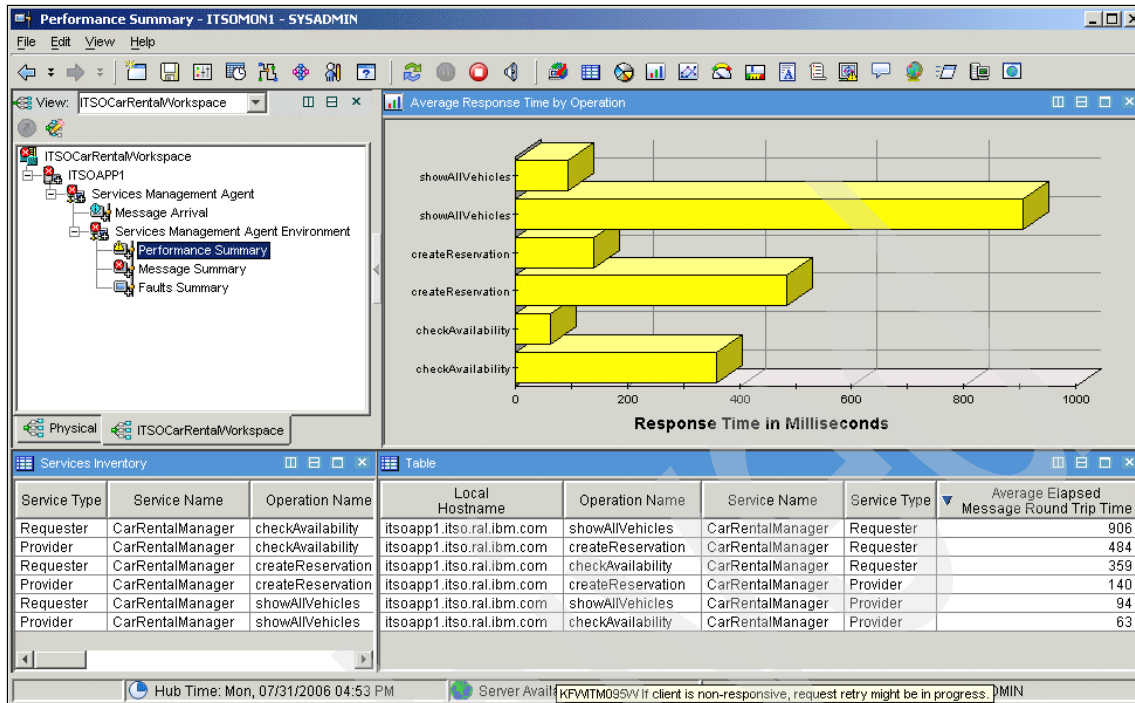 Performance Summary - ITSOMON1 - SYSADMIN
File Edit View Help
View: ITSOCarRentalWorkspace
ITSOCarRentalWorkspace
ITSOAPP1
Services Management Agent
Message Arrival
Services Management Agent Environment
Performance Summary
Message Summary
Faults Summary
Physical ITSOCarRentalWorkspace
Average Response Time by Operation
showAllVehicles
showAllVehicles
createReservation
createReservation
checkAvailability
checkAvailability
0 200 400 600 800 1000
Response Time in Milliseconds
Services Inventory
Service Type Service Name Operation Name
Requester CarRentalManager checkAvailability
Provider CarRentalManager checkAvailability
Requester CarRentalManager createReservation
Provider CarRentalManager createReservation
Requester CarRentalManager showAllVehicles
Provider CarRentalManager showAllVehicles
Table
Local Hostname Operation Name Service Name Service Type Average Elapsed Message Round Trip Time
itsoapp1.itso.ral.ibm.com showAllVehicles CarRentalManager Requester 906
itsoapp1.itso.ral.ibm.com createReservation CarRentalManager Requester 484
itsoapp1.itso.ral.ibm.com checkAvailability CarRentalManager Requester 359
itsoapp1.itso.ral.ibm.com createReservation CarRentalManager Provider 140
itsoapp1.itso.ral.ibm.com showAllVehicles CarRentalManager Provider 94
itsoapp1.itso.ral.ibm.com checkAvailability CarRentalManager Provider 63
Hub Time: Mon, 07/31/2006 04:53 PM
Server Avail
KFWITM095W If client is non-responsive, request retry might be in progress.
DMIN